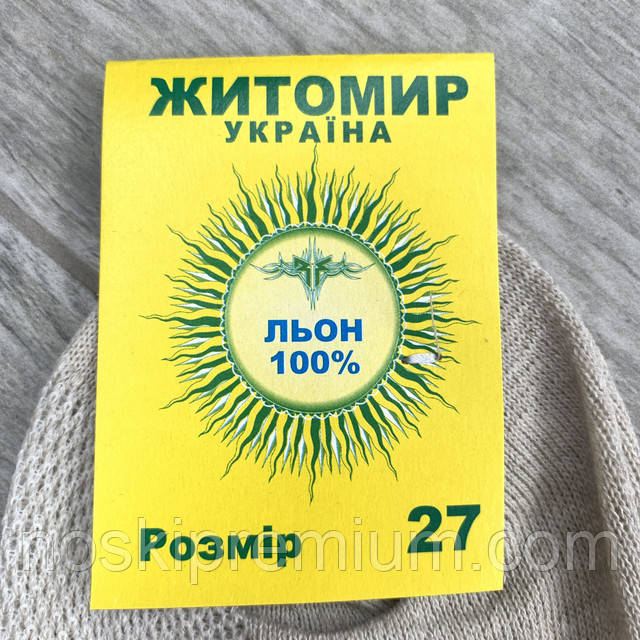 ЖИТОМИР
УКРАЇНА
ЛЬОН
100%
Розмір 27
noskipremium.com